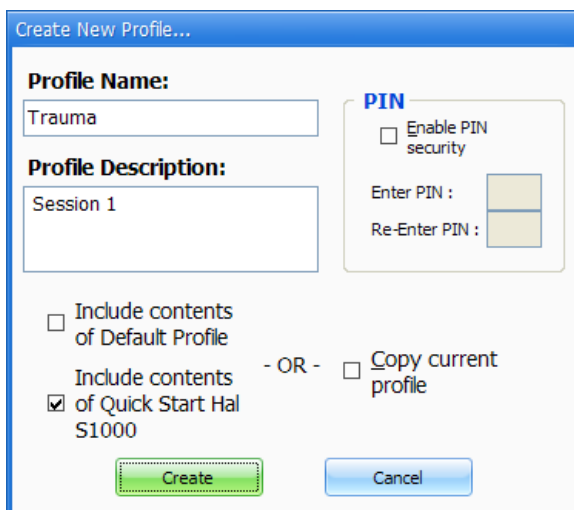 Create New Profile...
Profile Name:
Trauma
Profile Description:
Session 1
PIN
Enable PIN
security
Enter PIN :
Re-Enter PIN :
Include contents
of Default Profile
Include contents
of Quick Start Hal
S1000
- OR -
Copy current
profile
Create
Cancel